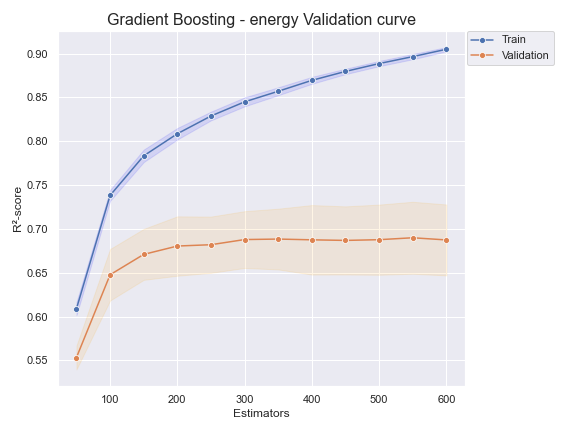 Gradient Boosting - energy Validation curve
Train
Validation
0.90
0.85
0.80
0.75
0.70
0.65
0.60
0.55
R²-score
100 200 300 400 500 600
Estimators